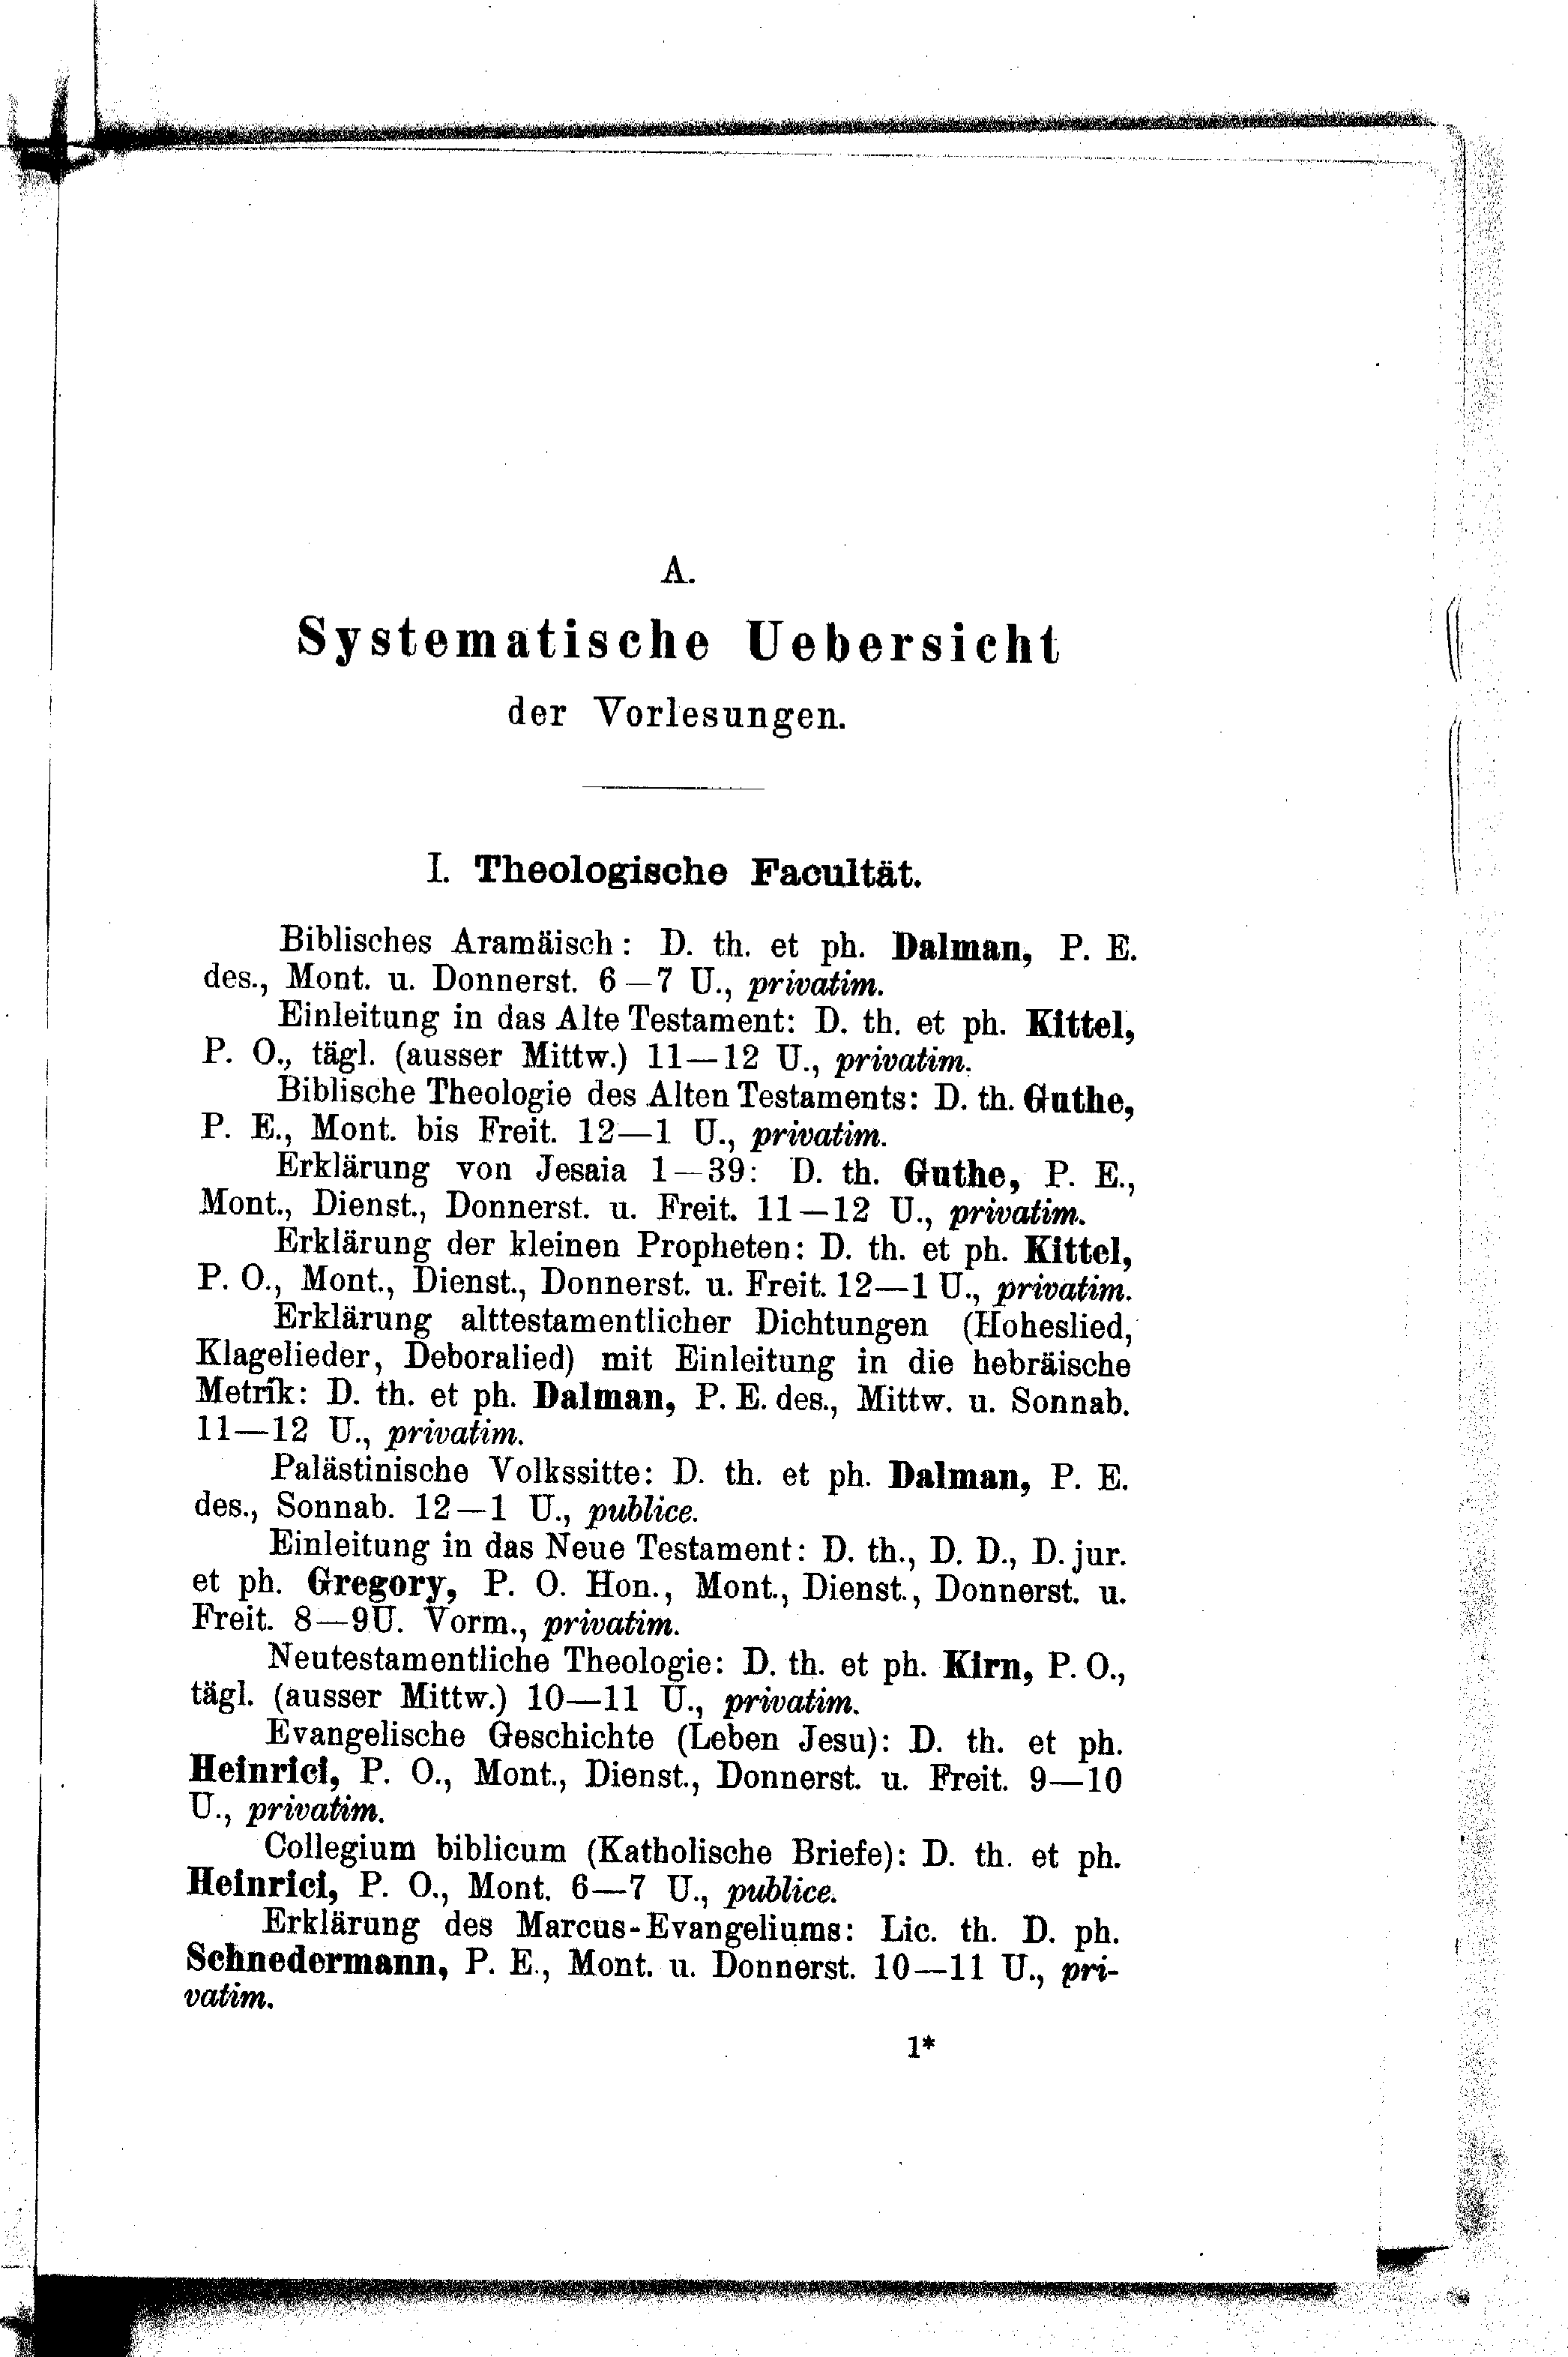 A.
Systematische Uebersicht
der Vorlesungen.
I. Theologische Facultät.
Biblisches Aramäisch: D. th. et ph. Dalman, P. E.
des., Mont. u. Donnerst. 6—7 U., privatim.
Einleitung in das Alte Testament: D. th. et ph. Kittel,
P. O., tägl. (ausser Mittw.) 11—12 U., privatim.
Biblische Theologie des Alten Testaments: D. th. Guthe,
P. E., Mont. bis Freit. 12—1 U., privatim.
Erklärung von Jesaia 1—39: D. th. Guthe, P. E.,
Mont., Dienst., Donnerst. u. Freit. 11—12 U., privatim.
Erklärung der kleinen Propheten: D. th. et ph. Kittel,
P. O., Mont., Dienst., Donnerst. u. Freit. 12—1 U., privatim.
Erklärung alttestamentlicher Dichtungen (Hoheslied,
Klagelieder, Deboralied) mit Einleitung in die hebräische
Metrik: D. th. et ph. Dalman, P. E. des., Mittw. u. Sonnab.
11—12 U., privatim.
Palästinische Volkssitte: D. th. et ph. Dalman, P. E.
des., Sonnab. 12—1 U., publice.
Einleitung in das Neue Testament: D. th., D. D., D. jur.
et ph. Gregory, P. O. Hon., Mont., Dienst., Donnerst. u.
Freit. 8—9 U. Vorm., privatim.
Neutestamentliche Theologie: D. th. et ph. Kirn, P. O.,
tägl. (ausser Mittw.) 10—11 U., privatim.
Evangelische Geschichte (Leben Jesu): D. th. et ph.
Heinrici, P. O., Mont., Dienst., Donnerst. u. Freit. 9—10
U., privatim.
Collegium biblicum (Katholische Briefe): D. th. et ph.
Heinrici, P. O., Mont. 6—7 U., publice.
Erklärung des Marcus-Evangeliums: Lic. th. D. ph.
Schnedermann, P. E., Mont. u. Donnerst. 10—11 U., pri-
vatim.
1*